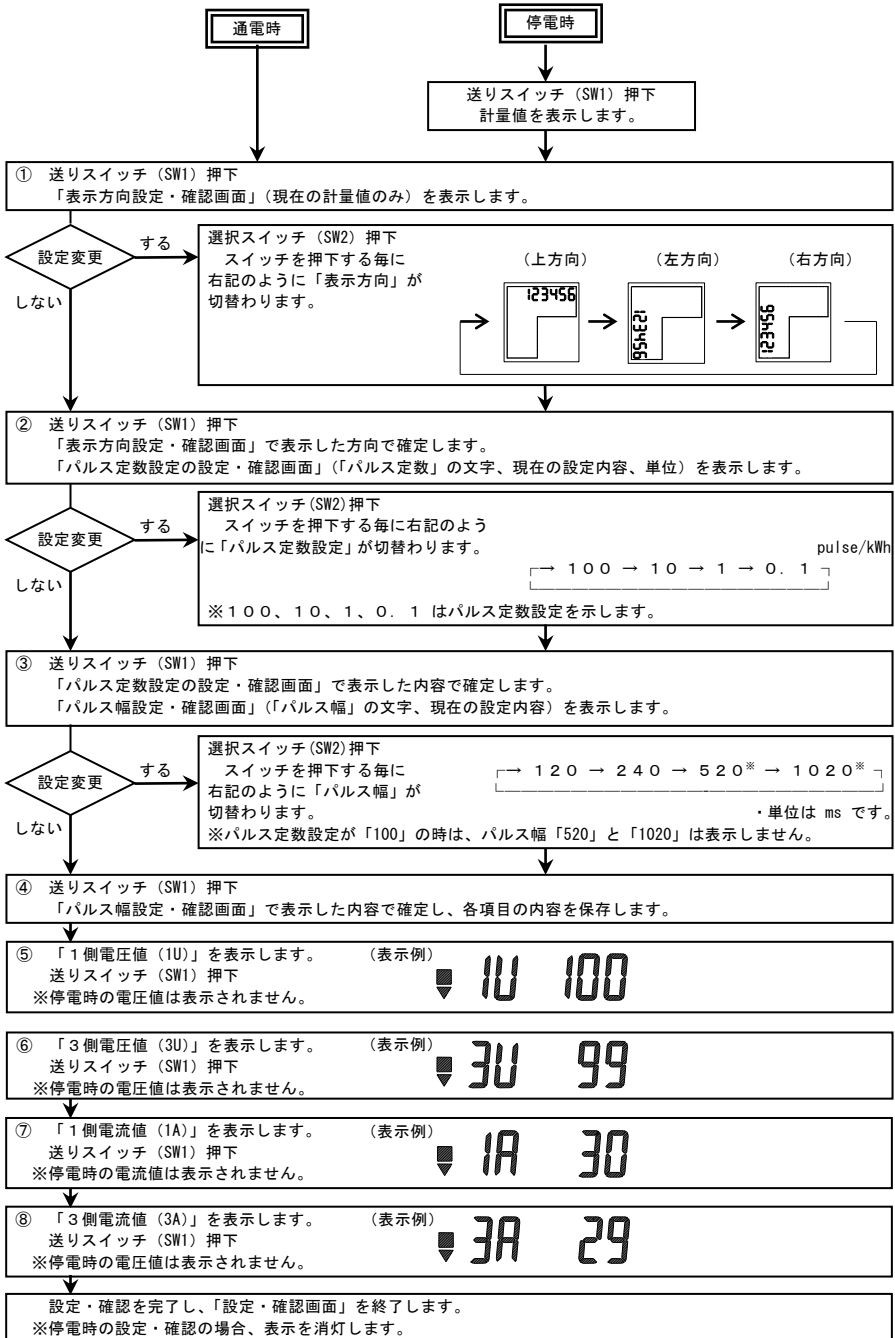 通電時
停電時
送りスイッチ（SW1）押下
計量値を表示します。
① 送りスイッチ（SW1）押下
「表示方向設定・確認画面」（現在の計量値のみ）を表示します。
設定変更
する
しない
選択スイッチ（SW2）押下
スイッチを押下する毎に
右記のように「表示方向」が
切替わります。
（上方向） （左方向） （右方向）
123456
123456
123456
② 送りスイッチ（SW1）押下
「表示方向設定・確認画面」で表示した方向で確定します。
「パルス定数設定の設定・確認画面」（「パルス定数」の文字、現在の設定内容、単位）を表示します。
設定変更
する
しない
選択スイッチ(SW2)押下
スイッチを押下する毎に右記のよう
に「パルス定数設定」が切替わります。
pulse/kWh
→ １００ → １０ → １ → ０．１
※１００、１０、１、０．１ はパルス定数設定を示します。
③ 送りスイッチ（SW1）押下
「パルス定数設定の設定・確認画面」で表示した内容で確定します。
「パルス幅設定・確認画面」（「パルス幅」の文字、現在の設定内容）を表示します。
設定変更
する
しない
選択スイッチ(SW2)押下
スイッチを押下する毎に
右記のように「パルス幅」が
切替わります。
→ １２０ → ２４０ → ５２０※ → １０２０※
・単位は ms です。
※パルス定数設定が「100」の時は、パルス幅「520」と「1020」は表示しません。
④ 送りスイッチ（SW1）押下
「パルス幅設定・確認画面」で表示した内容で確定し、各項目の内容を保存します。
⑤ 「１側電圧値（1U）」を表示します。 （表示例）
送りスイッチ（SW1）押下
※停電時の電圧値は表示されません。
1U 100
⑥ 「３側電圧値（3U）」を表示します。 （表示例）
送りスイッチ（SW1）押下
※停電時の電圧値は表示されません。
3U 99
⑦ 「１側電流値（1A）」を表示します。 （表示例）
送りスイッチ（SW1）押下
※停電時の電流値は表示されません。
1A 30
⑧ 「３側電流値（3A）」を表示します。 （表示例）
送りスイッチ（SW1）押下
※停電時の電圧値は表示されません。
3A 29
設定・確認を完了し、「設定・確認画面」を終了します。
※停電時の設定・確認の場合、表示を消灯します。